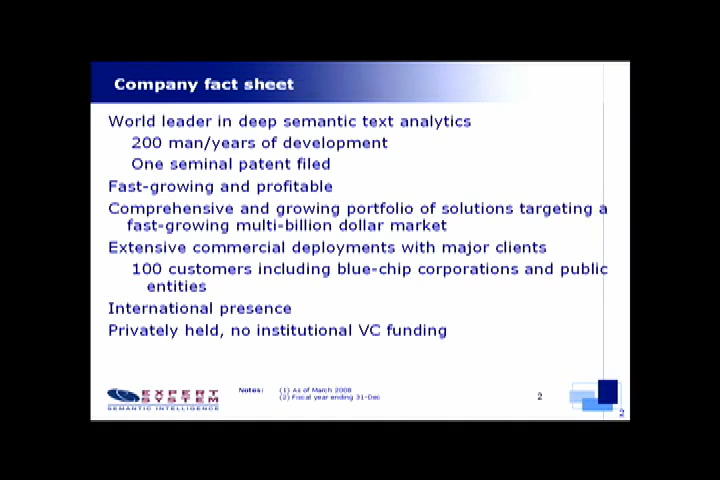 Company fact sheet
World leader in deep semantic text analytics
200 man/years of development
One seminal patent filed
Fast-growing and profitable
Comprehensive and growing portfolio of solutions targeting a
fast-growing multi-billion dollar market
Extensive commercial deployments with major clients
100 customers including blue-chip corporations and public
entities
International presence
Privately held, no institutional VC funding
EXPERT
SYSTEM
SEMANTIC INTELLIGENCE
Notes: (1) As of March 2008
(2) Fiscal year ending 31-Dec
2
2